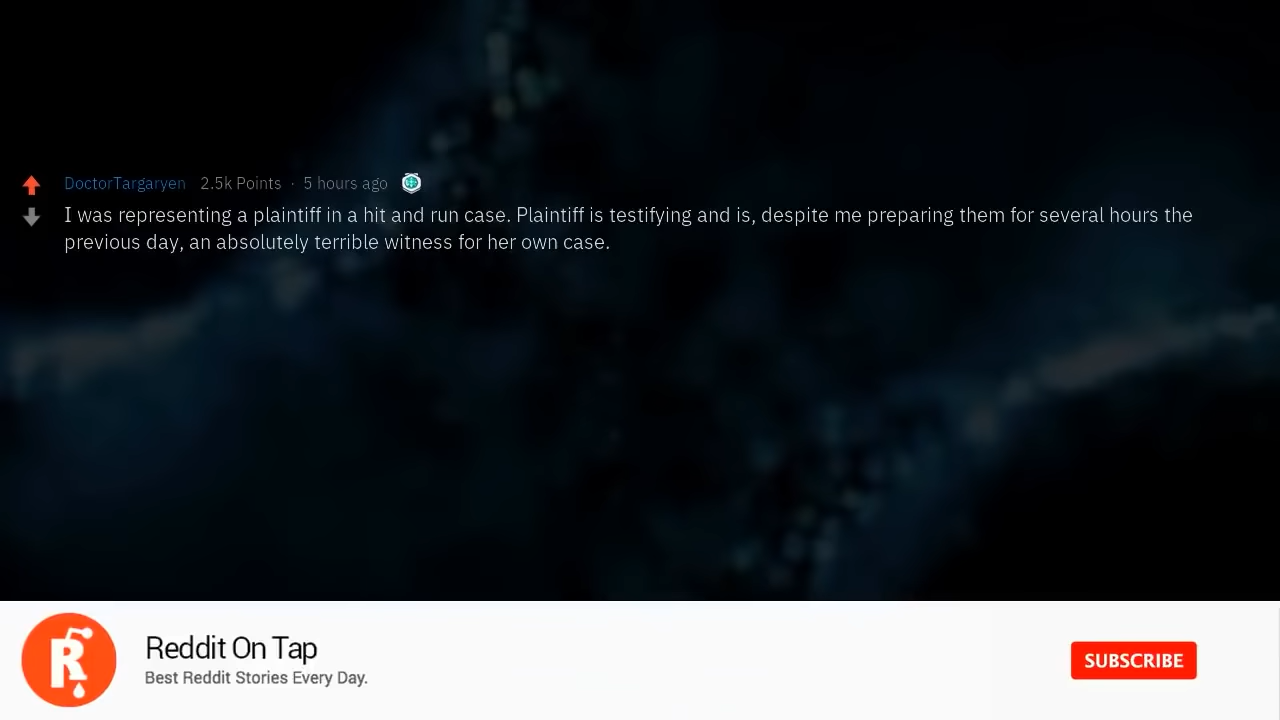 DoctorTargaryen 2.5k Points · 5 hours ago
I was representing a plaintiff in a hit and run case. Plaintiff is testifying and is, despite me preparing them for several hours the
previous day, an absolutely terrible witness for her own case.
R
Reddit On Tap
Best Reddit Stories Every Day.
SUBSCRIBE